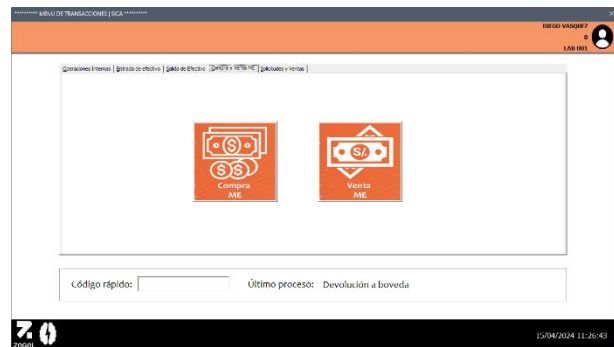 ********** MENU DE TRANSACCIONES | SICA **********
DIEGO VASQUEZ
0
LAB 001
Operaciones Internas | Entrada de efectivo | Salida de Efectivo | Compra y Venta ME | Solicitudes y Ventas |
Compra
ME
S/.
Venta
ME
Código rápido:
Último proceso: Devolución a boveda
zegel
15/04/2024 11:26:43